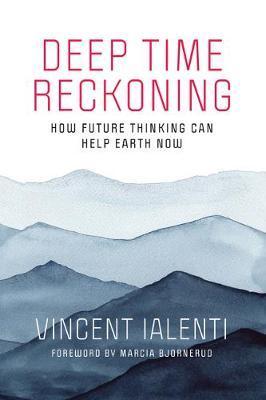 DEEP TIME
RECKONING
HOW FUTURE THINKING CAN
HELP EARTH NOW
VINCENT IALENTI
FOREWORD BY MARCIA BJORNERUD